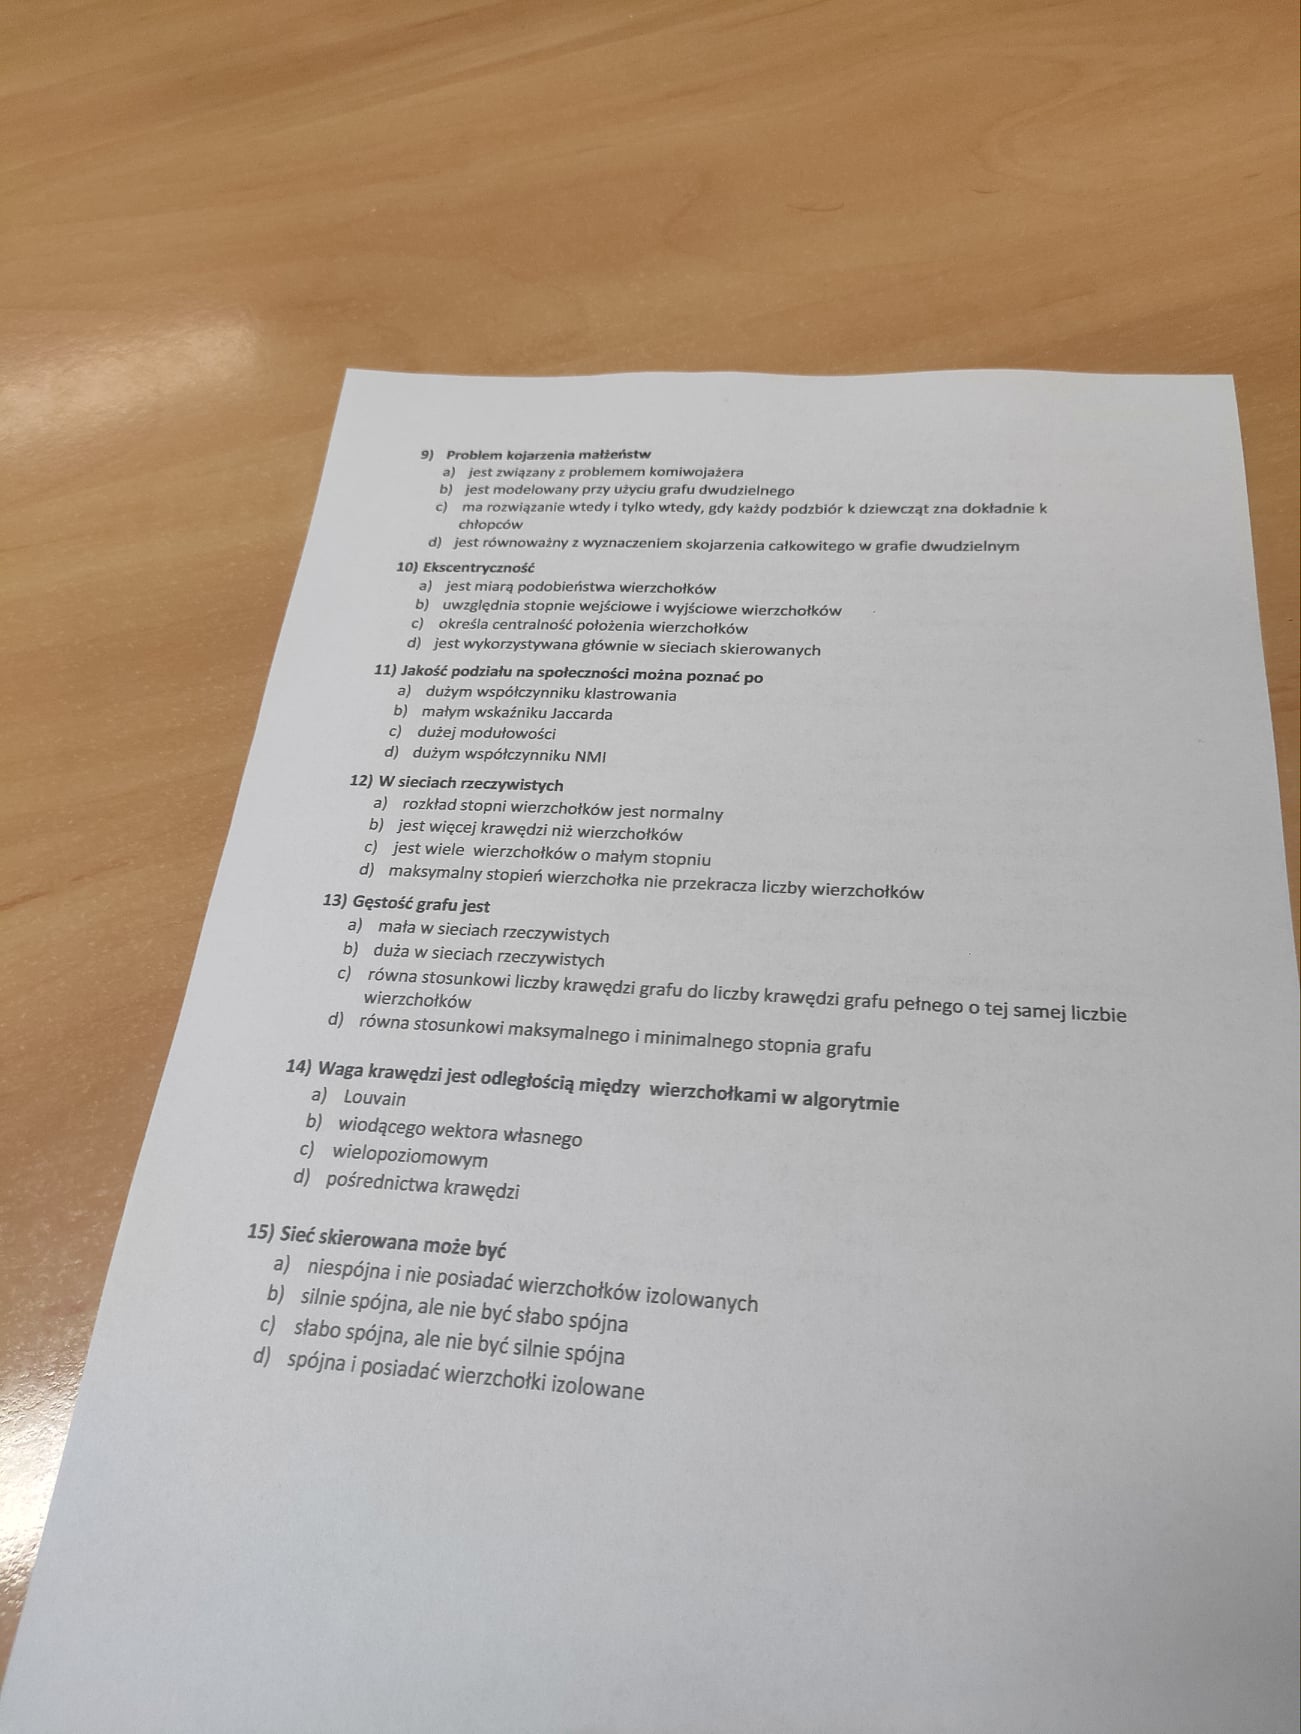 9) Problem kojarzenia małżeństw
a) jest związany z problemem komiwojażera
b) jest modelowany przy użyciu grafu dwudzielnego
c) ma rozwiązanie wtedy i tylko wtedy, gdy każdy podzbiór k dziewcząt zna dokładnie k
chłopców
d) jest równoważny z wyznaczeniem skojarzenia całkowitego w grafie dwudzielnym
10) Ekscentryczność
a) jest miarą podobieństwa wierzchołków
b) uwzględnia stopnie wejściowe i wyjściowe wierzchołków
c) określa centralność położenia wierzchołków
d) jest wykorzystywana głównie w sieciach skierowanych
11) Jakość podziału na społeczności można poznać po
a) dużym współczynniku klastrowania
b) małym wskaźniku Jaccarda
c) dużej modułowości
d) dużym współczynniku NMI
12) W sieciach rzeczywistych
a) rozkład stopni wierzchołków jest normalny
b) jest więcej krawędzi niż wierzchołków
c) jest wiele wierzchołków o małym stopniu
d) maksymalny stopień wierzchołka nie przekracza liczby wierzchołków
13) Gęstość grafu jest
a) mała w sieciach rzeczywistych
b) duża w sieciach rzeczywistych
c) równa stosunkowi liczby krawędzi grafu do liczby krawędzi grafu pełnego o tej samej liczbie
wierzchołków
d) równa stosunkowi maksymalnego i minimalnego stopnia grafu
14) Waga krawędzi jest odległością między wierzchołkami w algorytmie
a) Louvain
b) wiodącego wektora własnego
c) wielopoziomowym
d) pośrednictwa krawędzi
15) Sieć skierowana może być
a) niespójna i nie posiadać wierzchołków izolowanych
b) silnie spójna, ale nie być słabo spójna
c) słabo spójna, ale nie być silnie spójna
d) spójna i posiadać wierzchołki izolowane